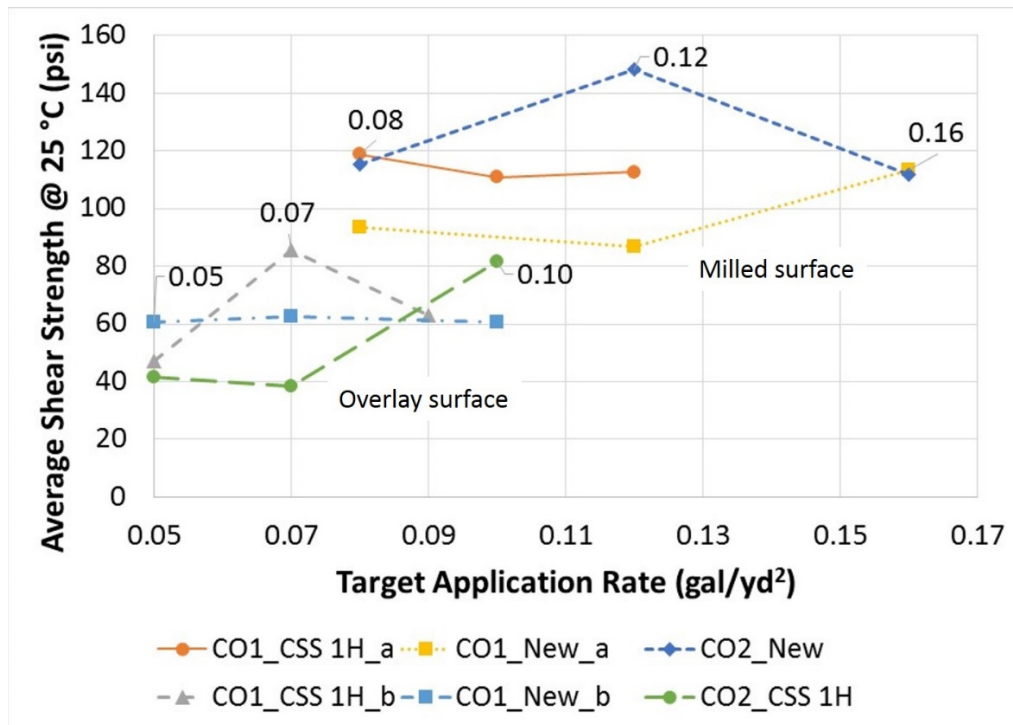 160
140
120
100
80
60
40
20
0
Average Shear Strength @ 25 °C (psi)
0.12
0.08
0.16
0.07
0.05
0.10
Milled surface
Overlay surface
0.05 0.07 0.09 0.11 0.13 0.15 0.17
Target Application Rate (gal/yd²)
CO1_CSS 1H_a CO1_New_a CO2_New
CO1_CSS 1H_b CO1_New_b CO2_CSS 1H